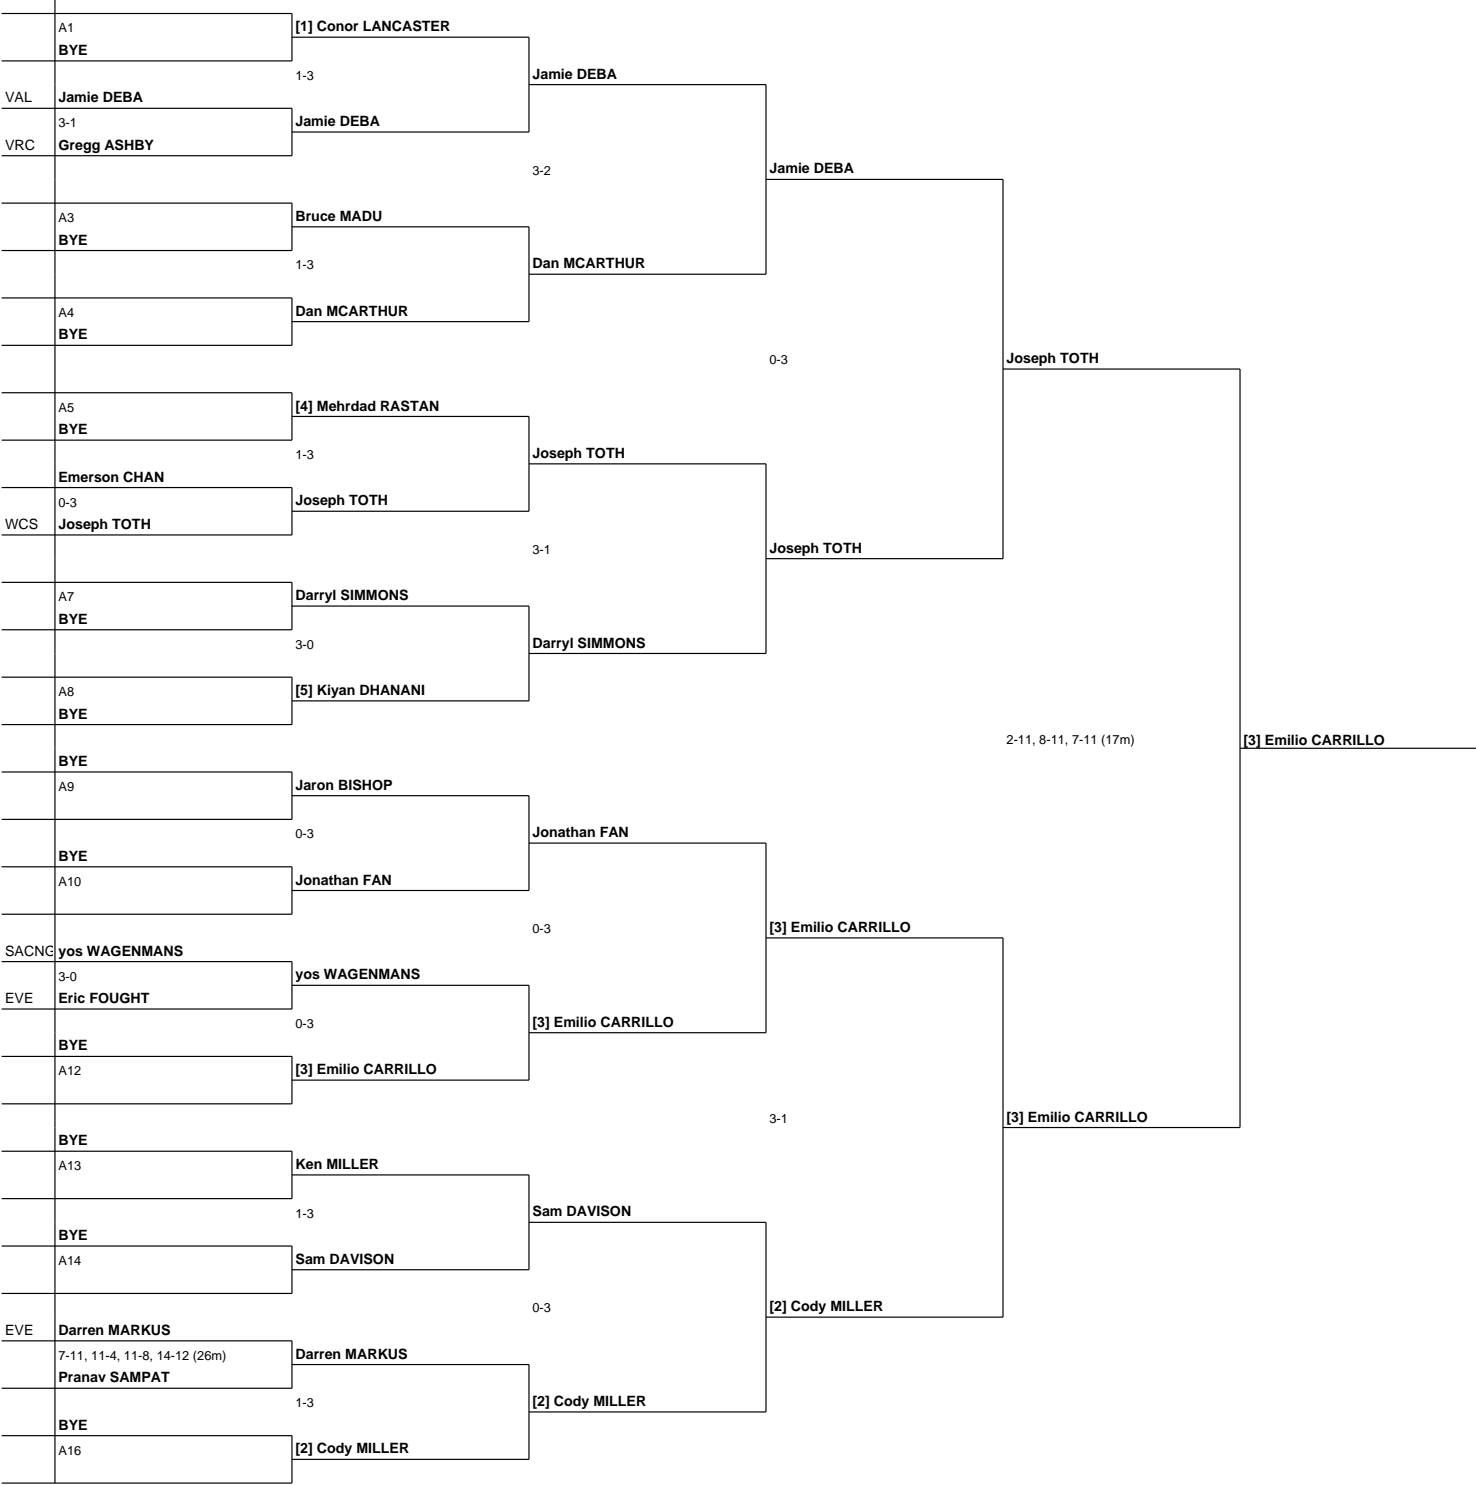 A1
[1] Conor LANCASTER
BYE
1-3
Jamie DEBA
VAL Jamie DEBA
3-1
Jamie DEBA
VRC Gregg ASHBY
3-2
Jamie DEBA
A3
Bruce MADU
BYE
1-3
Dan MCARTHUR
A4
Dan MCARTHUR
BYE
0-3
Joseph TOTH
A5
[4] Mehrdad RASTAN
BYE
1-3
Joseph TOTH
Emerson CHAN
0-3
Joseph TOTH
WCS Joseph TOTH
3-1
Joseph TOTH
A7
Darryl SIMMONS
BYE
3-0
Darryl SIMMONS
A8
[5] Kiyan DHANANI
BYE
2-11, 8-11, 7-11 (17m)
[3] Emilio CARRILLO
BYE
A9
Jaron BISHOP
0-3
Jonathan FAN
BYE
A10
Jonathan FAN
0-3
[3] Emilio CARRILLO
SACNG yos WAGENMANS
3-0
yos WAGENMANS
EVE Eric FOUGHT
0-3
[3] Emilio CARRILLO
BYE
A12
[3] Emilio CARRILLO
3-1
[3] Emilio CARRILLO
BYE
A13
Ken MILLER
1-3
Sam DAVISON
BYE
A14
Sam DAVISON
0-3
[2] Cody MILLER
EVE Darren MARKUS
7-11, 11-4, 11-8, 14-12 (26m)
Darren MARKUS
Pranav SAMPAT
1-3
[2] Cody MILLER
BYE
A16
[2] Cody MILLER